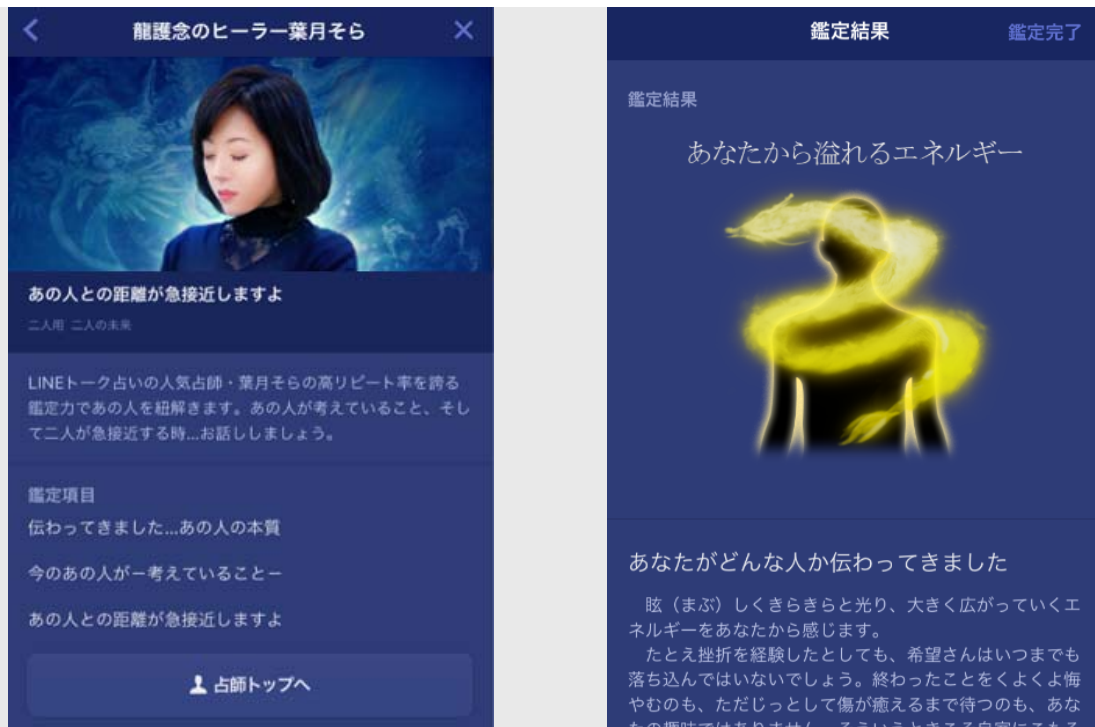 龍護念のヒーラー葉月そら
あの人との距離が急接近しますよ
二人用 二人の未来
LINEトーク占いの人気占師・葉月そらの高リピート率を誇る
鑑定力であの人を紐解きます。あの人が考えていること、そし
て二人が急接近する時...お話ししましょう。
鑑定項目
伝わってきました...あの人の本質
今のあの人がー考えていることー
あの人との距離が急接近しますよ
占師トップへ
鑑定結果
鑑定完了
鑑定結果
あなたから溢れるエネルギー
あなたがどんな人か伝わってきました
眩（まぶ）しくきらきらと光り、大きく広がっていくエ
ネルギーをあなたから感じます。
たとえ挫折を経験したとしても、希望さんはいつまでも
落ち込んではいないでしょう。終わったことをくよくよ悔
やむのも、ただじっとして傷が癒えるまで待つのも、あな